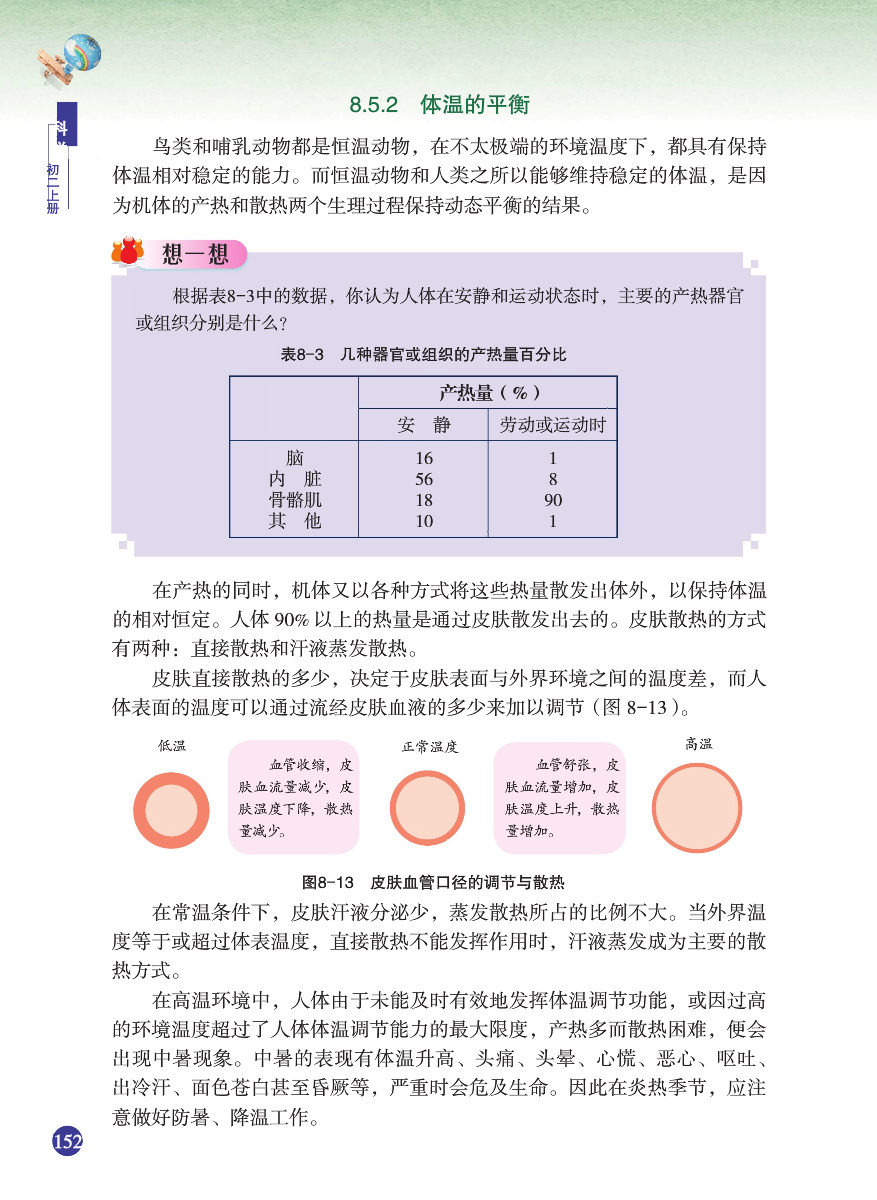 8.5.2 体温的平衡
科
初二上册
鸟类和哺乳动物都是恒温动物，在不太极端的环境温度下，都具有保持
体温相对稳定的能力。而恒温动物和人类之所以能够维持稳定的体温，是因
为机体的产热和散热两个生理过程保持动态平衡的结果。
想一想
根据表8-3中的数据，你认为人体在安静和运动状态时，主要的产热器官
或组织分别是什么？
表8-3 几种器官或组织的产热量百分比
产热量（%）
安 静 劳动或运动时
脑 16 1
内 脏 56 8
骨骼肌 18 90
其 他 10 1
在产热的同时，机体又以各种方式将这些热量散发出体外，以保持体温
的相对恒定。人体 90% 以上的热量是通过皮肤散发出去的。皮肤散热的方式
有两种：直接散热和汗液蒸发散热。
皮肤直接散热的多少，决定于皮肤表面与外界环境之间的温度差，而人
体表面的温度可以通过流经皮肤血液的多少来加以调节（图 8-13）。
低温
血管收缩，皮
肤血流量减少，皮
肤温度下降，散热
量减少。
正常温度
血管舒张，皮
肤血流量增加，皮
肤温度上升，散热
量增加。
高温
图8-13 皮肤血管口径的调节与散热
在常温条件下，皮肤汗液分泌少，蒸发散热所占的比例不大。当外界温
度等于或超过体表温度，直接散热不能发挥作用时，汗液蒸发成为主要的散
热方式。
在高温环境中，人体由于未能及时有效地发挥体温调节功能，或因过高
的环境温度超过了人体体温调节能力的最大限度，产热多而散热困难，便会
出现中暑现象。中暑的表现有体温升高、头痛、头晕、心慌、恶心、呕吐、
出冷汗、面色苍白甚至昏厥等，严重时会危及生命。因此在炎热季节，应注
意做好防暑、降温工作。
152